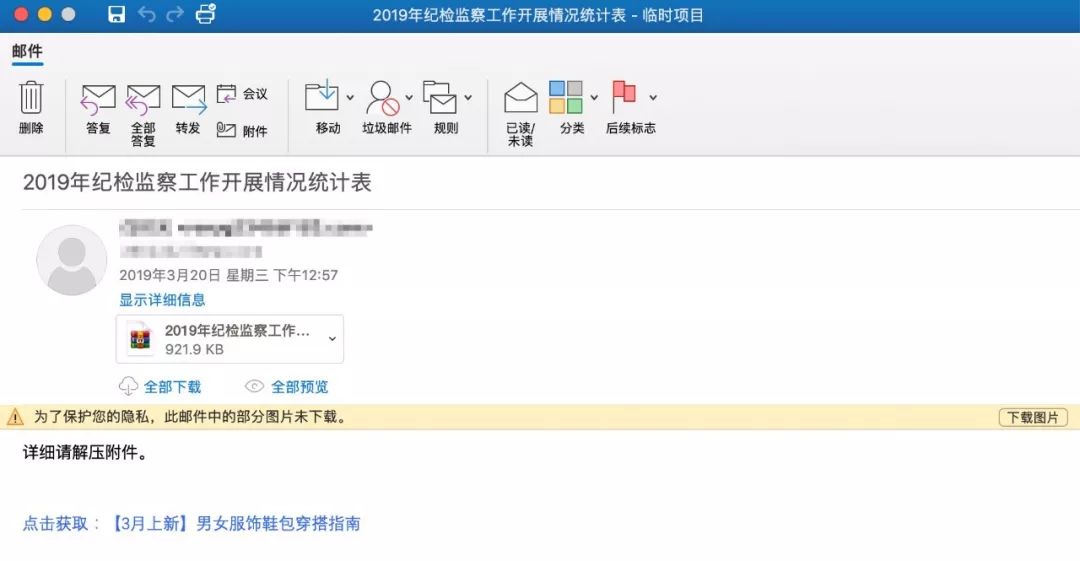 2019年纪检监察工作开展情况统计表 - 临时项目
邮件
删除
答复
全部
答复
转发
会议
附件
移动
垃圾邮件
规则
已读/
未读
分类
后续标志
2019年纪检监察工作开展情况统计表
2019年3月20日 星期三 下午12:57
显示详细信息
2019年纪检监察工作...
921.9 KB
全部下载
全部预览
为了保护您的隐私，此邮件中的部分图片未下载。
下载图片
详细请解压附件。
点击获取：【3月上新】男女服饰鞋包穿搭指南